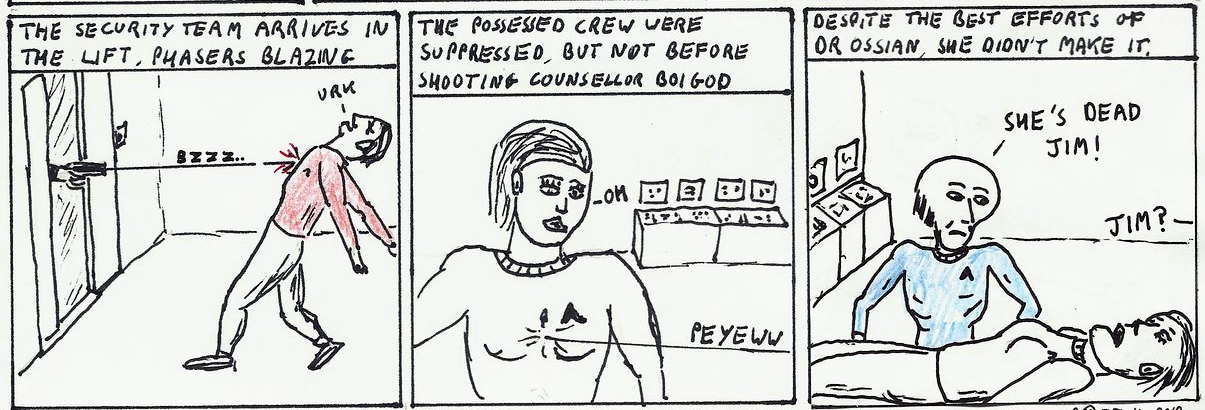 THE SECURITY TEAM ARRIVES IN
THE LIFT, PHASERS BLAZING
URK
BZZZ..
THE POSSESSED CREW WERE
SUPPRESSED, BUT NOT BEFORE
SHOOTING COUNSELLOR BOIGOD
OH
PEYEWW
DESPITE THE BEST EFFORTS OF
DR OSSIAN, SHE DIDN'T MAKE IT.
SHE'S DEAD
JIM!
JIM?